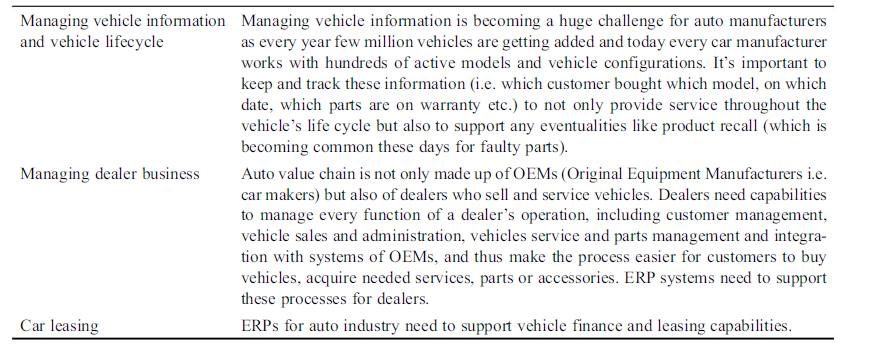 Managing vehicle information
and vehicle lifecycle
Managing vehicle information is becoming a huge challenge for auto manufacturers
as every year few million vehicles are getting added and today every car manufacturer
works with hundreds of active models and vehicle configurations. It's important to
keep and track these information (i.e. which customer bought which model, on which
date, which parts are on warranty etc.) to not only provide service throughout the
vehicle's life cycle but also to support any eventualities like product recall (which is
becoming common these days for faulty parts).
Managing dealer business
Auto value chain is not only made up of OEMs (Original Equipment Manufacturers i.e.
car makers) but also of dealers who sell and service vehicles. Dealers need capabilities
to manage every function of a dealer's operation, including customer management,
vehicle sales and administration, vehicles service and parts management and integra-
tion with systems of OEMs, and thus make the process easier for customers to buy
vehicles, acquire needed services, parts or accessories. ERP systems need to support
these processes for dealers.
Car leasing
ERPs for auto industry need to support vehicle finance and leasing capabilities.